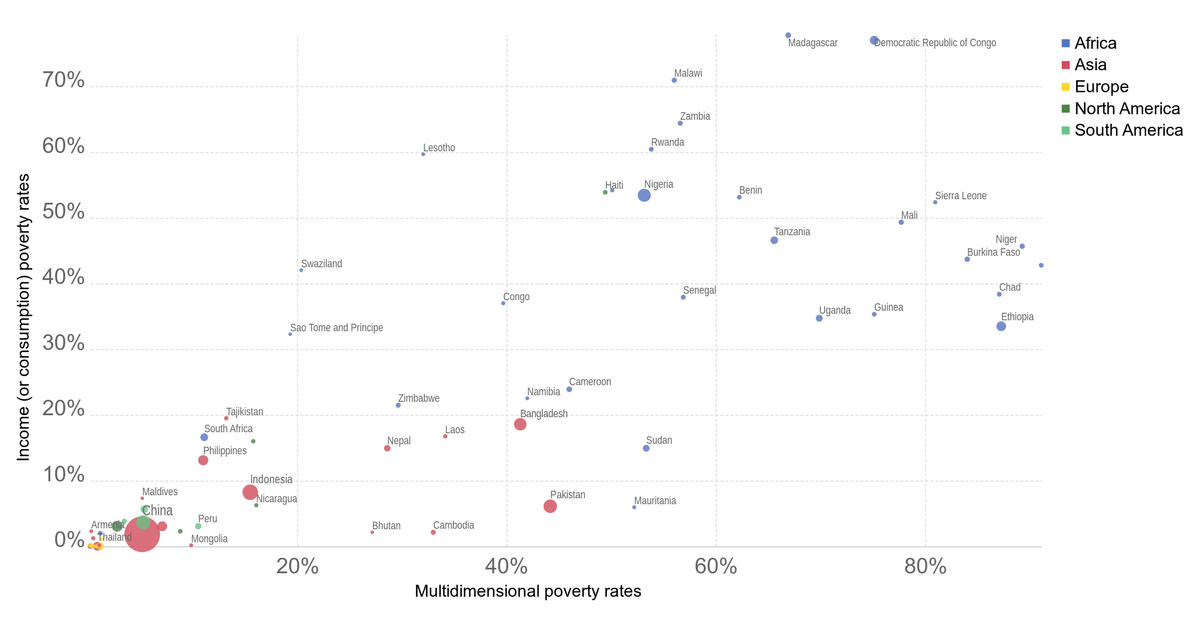 Madagascar
Democratic Republic of Congo
Africa
Asia
Europe
North America
South America
Malawi
70%
Zambia
Rwanda
Lesotho
60%
Haiti
Nigeria
Benin
Sierra Leone
Mali
50%
Tanzania
Niger
Burkina Faso
Swaziland
40%
Congo
Senegal
Chad
Uganda
Guinea
Ethiopia
Sao Tome and Principe
30%
Cameroon
Zimbabwe
Namibia
Bangladesh
20%
Tajikistan
South Africa
Laos
Nepal
Sudan
Philippines
10%
Indonesia
Maldives
Nicaragua
Pakistan
Mauritania
China
Peru
Armenia
Bhutan
Cambodia
Thailand
Mongolia
0%
20%
40%
60%
80%
Multidimensional poverty rates
Income (or consumption) poverty rates